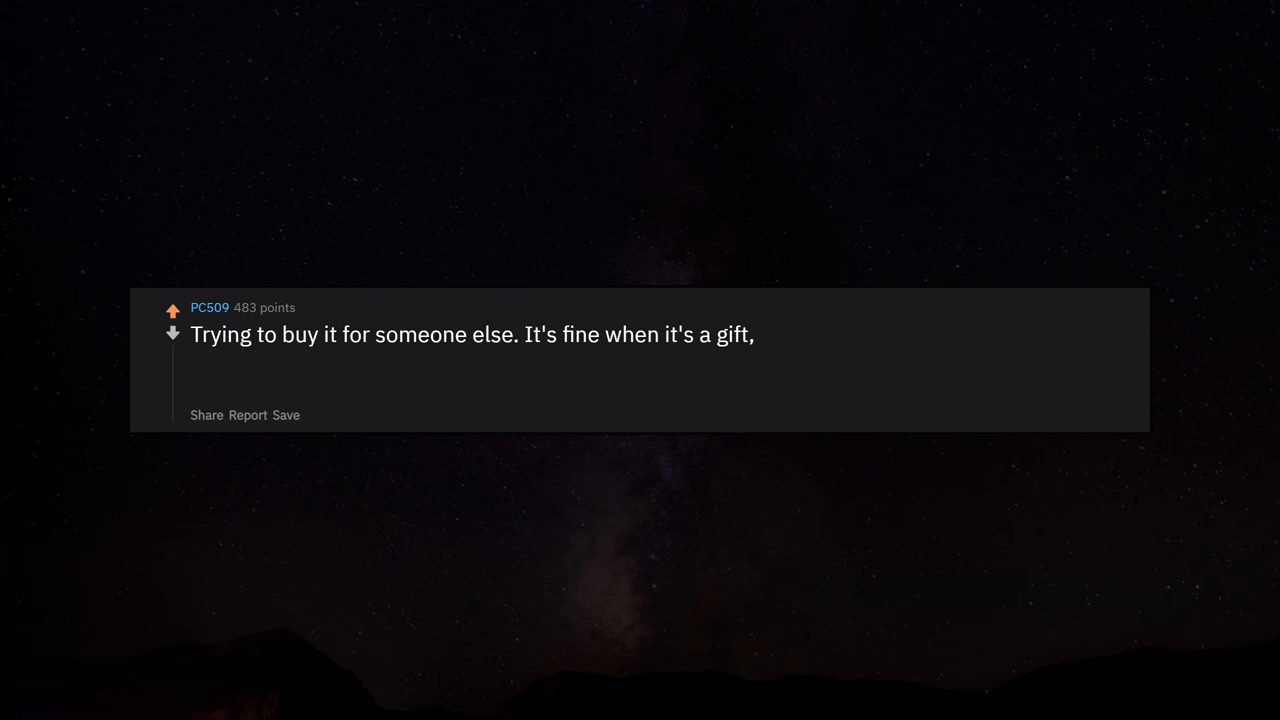 PC509 483 points
Trying to buy it for someone else. It's fine when it's a gift,
Share Report Save